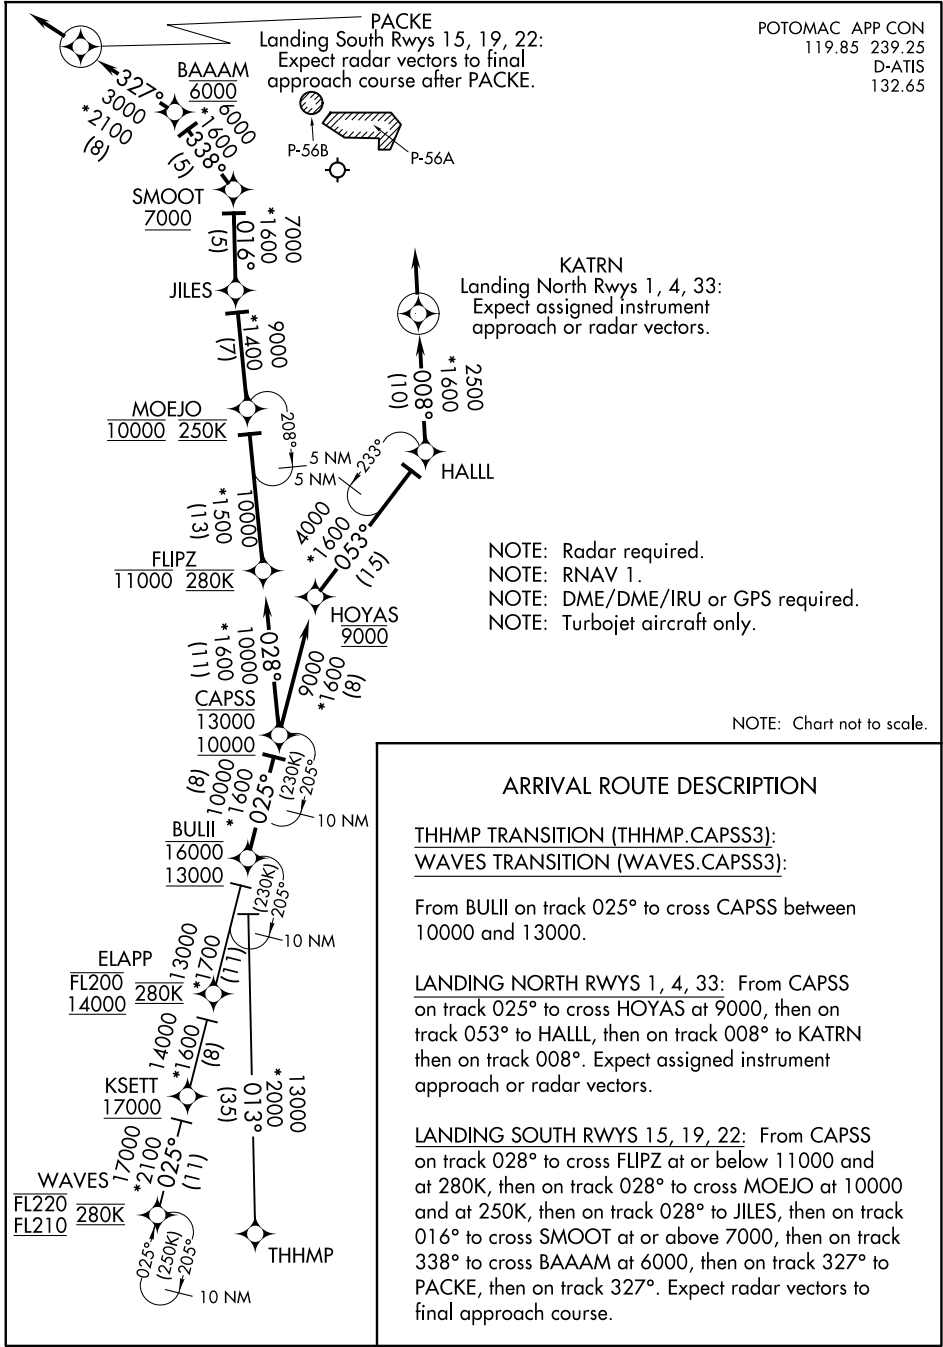 PACKE
Landing South Rwys 15, 19, 22:
Expect radar vectors to final
approach course after PACKE.
POTOMAC APP CON
119.85 239.25
D-ATIS
132.65
BAAAM
6000
327°
3000
*2100
(8)
P-56B
P-56A
6000
*1600
338°
(5)
SMOOT
7000
7000
*1600
016°
(5)
JILES
KATRN
Landing North Rwys 1, 4, 33:
Expect assigned instrument
approach or radar vectors.
9000
*1400
(7)
2500
*1600
008°
(10)
MOEJO
10000 250K
208°
5 NM
5 NM
233°
HALLL
10000
*1500
(13)
4000
*1600
053°
(15)
FLIPZ
11000 280K
HOYAS
9000
NOTE: Radar required.
NOTE: RNAV 1.
NOTE: DME/DME/IRU or GPS required.
NOTE: Turbojet aircraft only.
028°
10000
*1600
(11)
9000
*1600
(8)
CAPSS
13000
10000
NOTE: Chart not to scale.
(230K)
205°
10 NM
10000
*1600
025°
(8)
BULII
16000
13000
(230K)
205°
10 NM
ELAPP
FL200
14000
280K
13000
*1700
(11)
14000
*1600
(8)
KSETT
17000
13000
*2000
013°
(35)
17000
*2100
025°
(11)
WAVES
FL220
FL210
280K
025°
(250K)
205°
10 NM
THHMP
ARRIVAL ROUTE DESCRIPTION
THHMP TRANSITION (THHMP.CAPSS3):
WAVES TRANSITION (WAVES.CAPSS3):
From BULII on track 025° to cross CAPSS between
10000 and 13000.
LANDING NORTH RWYS 1, 4, 33: From CAPSS
on track 025° to cross HOYAS at 9000, then on
track 053° to HALLL, then on track 008° to KATRN
then on track 008°. Expect assigned instrument
approach or radar vectors.
LANDING SOUTH RWYS 15, 19, 22: From CAPSS
on track 028° to cross FLIPZ at or below 11000 and
at 280K, then on track 028° to cross MOEJO at 10000
and at 250K, then on track 028° to JILES, then on track
016° to cross SMOOT at or above 7000, then on track
338° to cross BAAAM at 6000, then on track 327° to
PACKE, then on track 327°. Expect radar vectors to
final approach course.